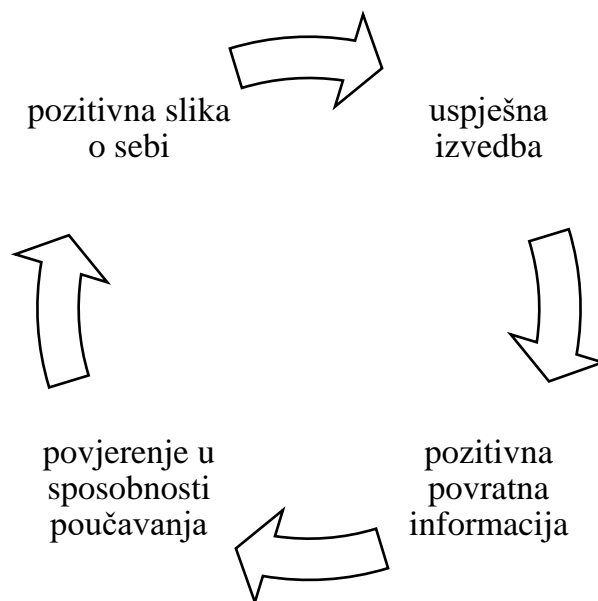 pozitivna slika
o sebi
uspješna
izvedba
povjerenje u
sposobnosti
poučavanja
pozitivna
povratna
informacija